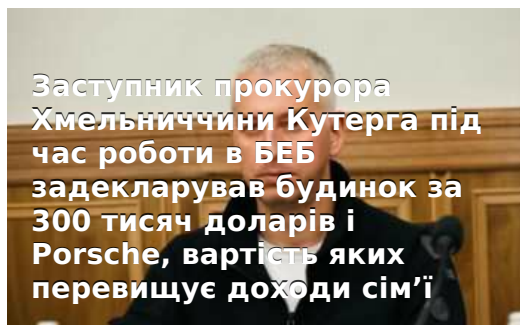 Заступник прокурора
Хмельниччини Кутерга під
час роботи в БЕБ
задекларував будинок за
300 тисяч доларів і
Porsche, вартість яких
перевищує доходи сім’ї